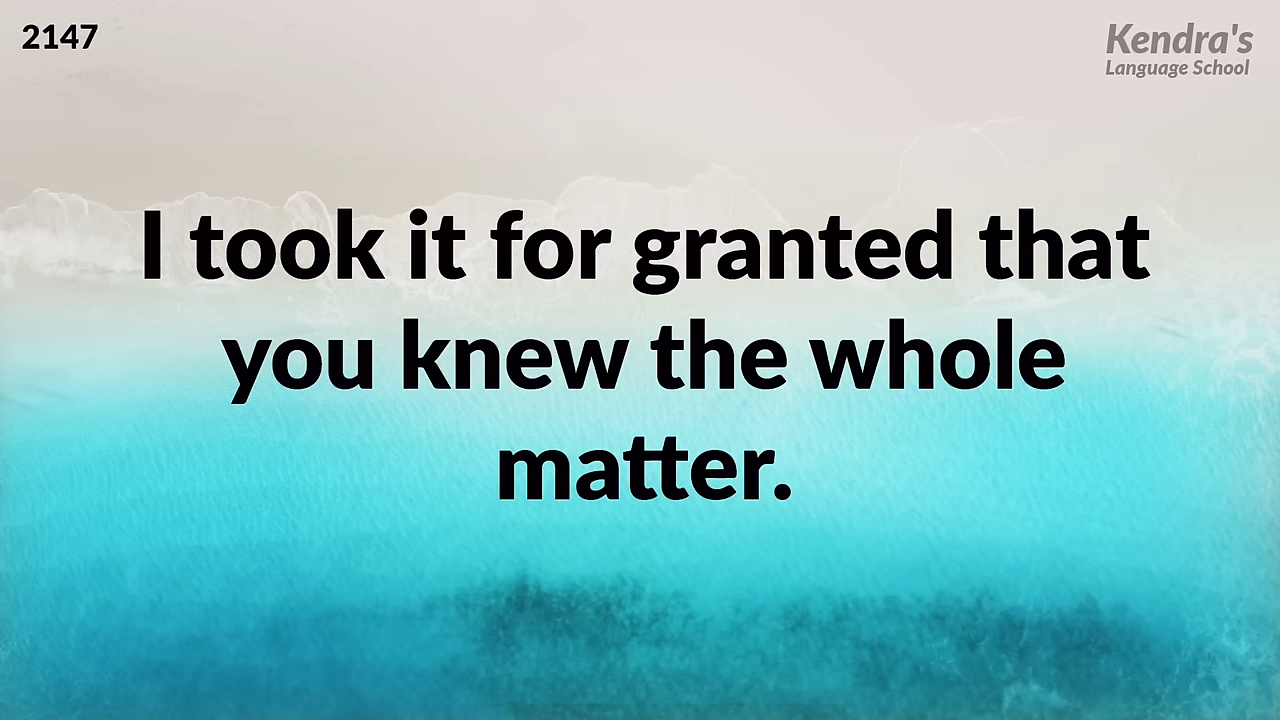 2147
Kendra's
Language School
I took it for granted that
you knew the whole
matter.